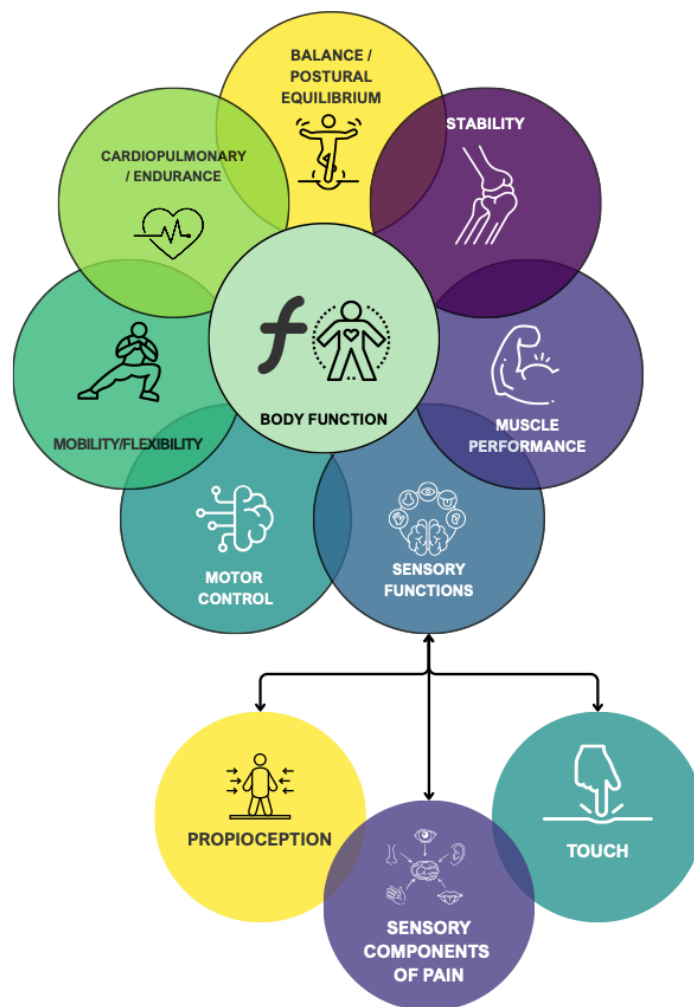 BALANCE /
POSTURAL
EQUILIBRIUM
STABILITY
CARDIOPULMONARY
/ ENDURANCE
f
BODY FUNCTION
MUSCLE
PERFORMANCE
MOBILITY/FLEXIBILITY
MOTOR
CONTROL
SENSORY
FUNCTIONS
PROPIOCEPTION
TOUCH
SENSORY
COMPONENTS
OF PAIN